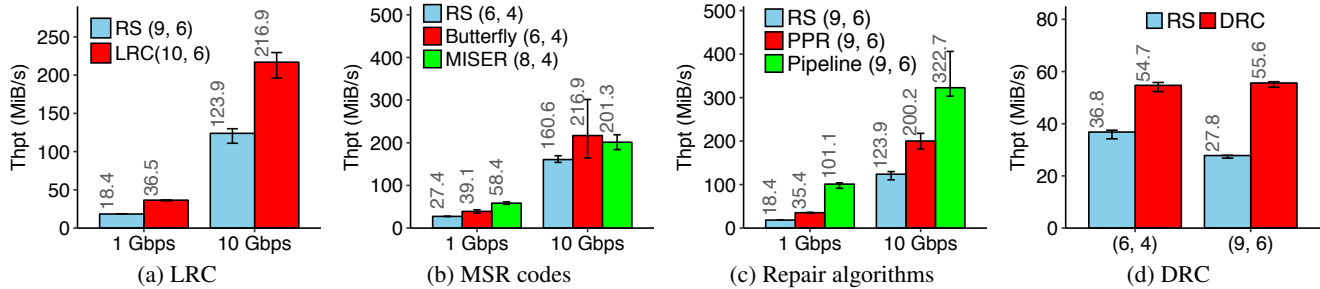 Thpt (MiB/s)
250
200
150
100
50
0
RS (9, 6)
LRC(10, 6)
18.4
36.5
123.9
216.9
1 Gbps
10 Gbps
(a) LRC
Thpt (MiB/s)
500
400
300
200
100
0
RS (6, 4)
Butterfly (6, 4)
MISER (8, 4)
27.4
39.1
58.4
160.6
216.9
201.3
1 Gbps
10 Gbps
(b) MSR codes
Thpt (MiB/s)
500
400
300
200
100
0
RS (9, 6)
PPR (9, 6)
Pipeline (9, 6)
18.4
35.4
101.1
123.9
200.2
322.7
1 Gbps
10 Gbps
(c) Repair algorithms
Thpt (MiB/s)
80
60
40
20
0
RS
DRC
36.8
54.7
27.8
55.6
(6, 4)
(9, 6)
(d) DRC